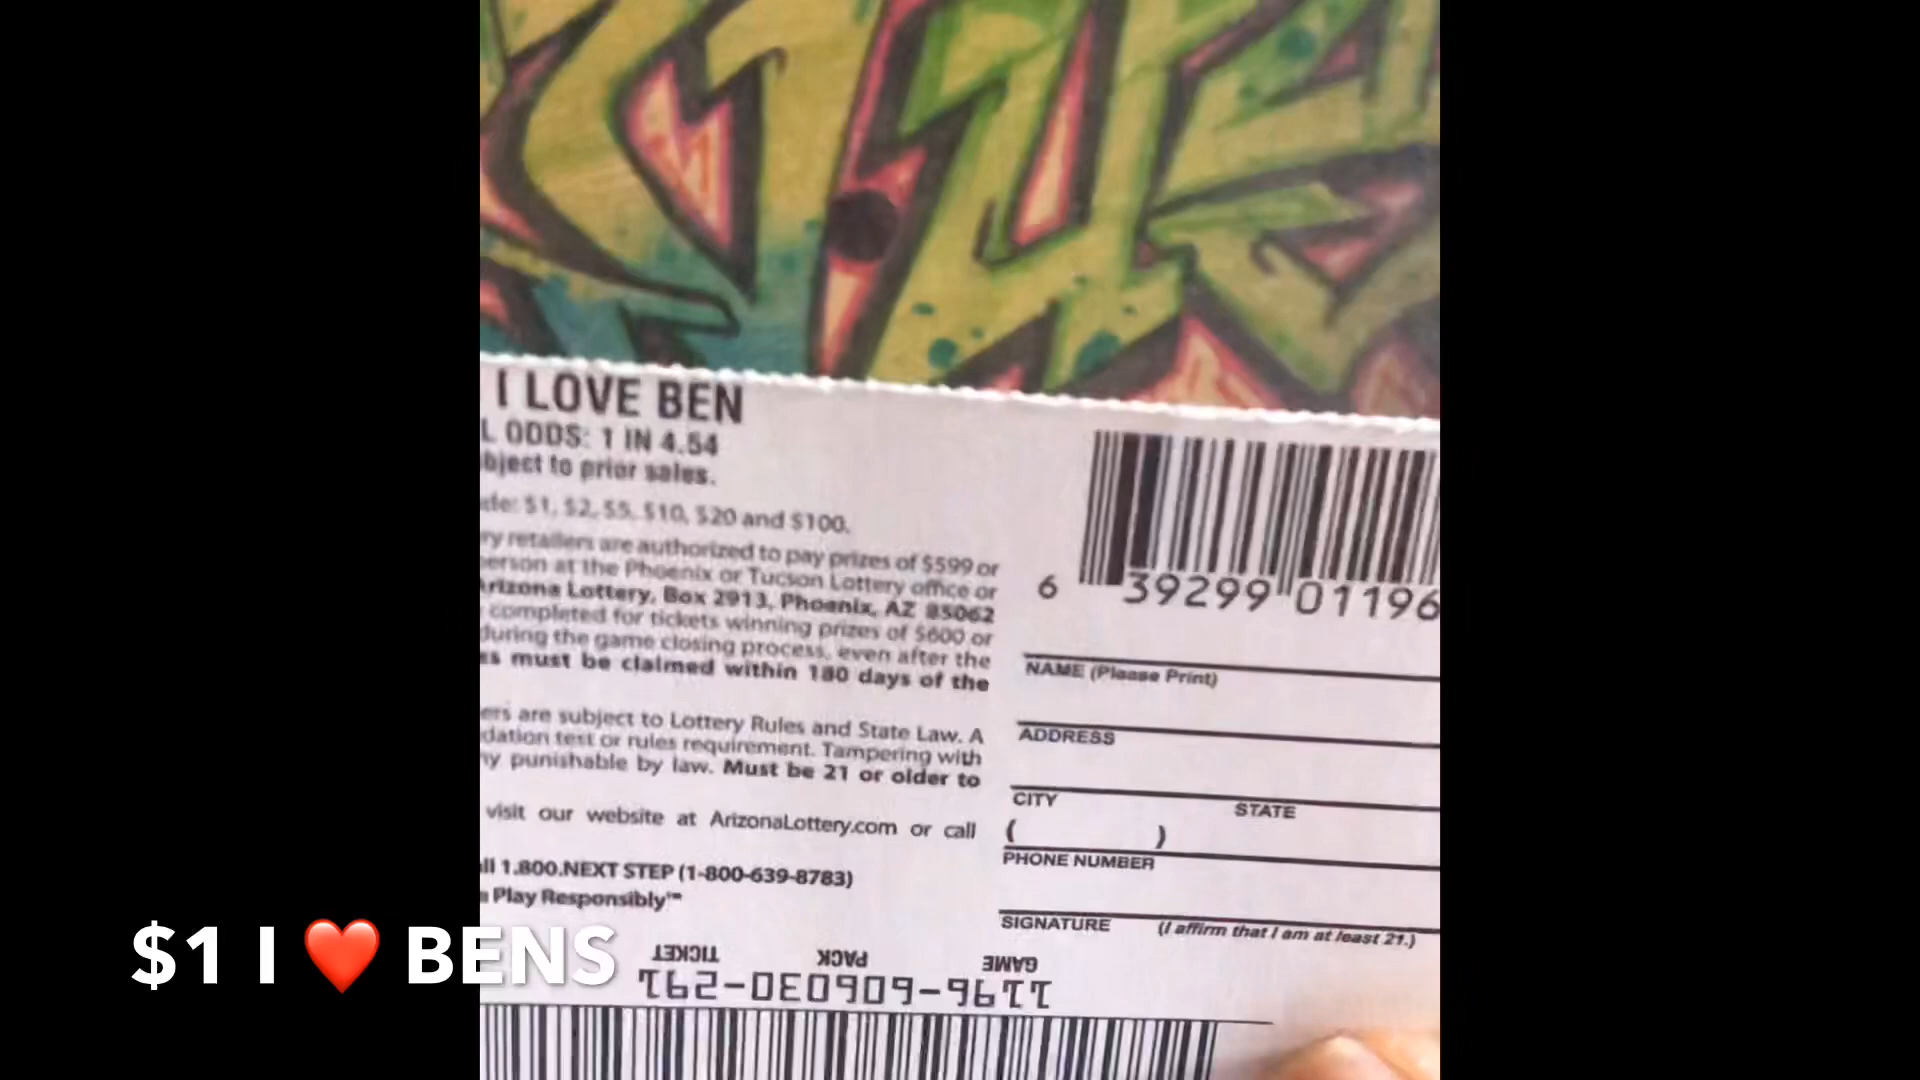 I LOVE BEN
L ODDS: 1 IN 4.54
bject to prior sales.
de: $1, $2, $5, $10, $20 and $100.
ry retailers are authorized to pay prizes of $599 or
erson at the Phoenix or Tucson Lottery office or
Arizona Lottery, Box 2913, Phoenix, AZ 85062
completed for tickets winning prizes of $600 or
during the game closing process, even after the
es must be claimed within 180 days of the
ers are subject to Lottery Rules and State Law. A
dation test or rules requirement. Tampering with
ny punishable by law. Must be 21 or older to
visit our website at ArizonaLottery.com or call
all 1.800.NEXT STEP (1-800-639-8783)
Play Responsibly™
6 39299 01196
NAME (Please Print)
ADDRESS
CITY STATE
( )
PHONE NUMBER
SIGNATURE (I affirm that I am at least 21.)
GAME PACK TICKET
1196-609030-291
$1 I ❤️ BENS